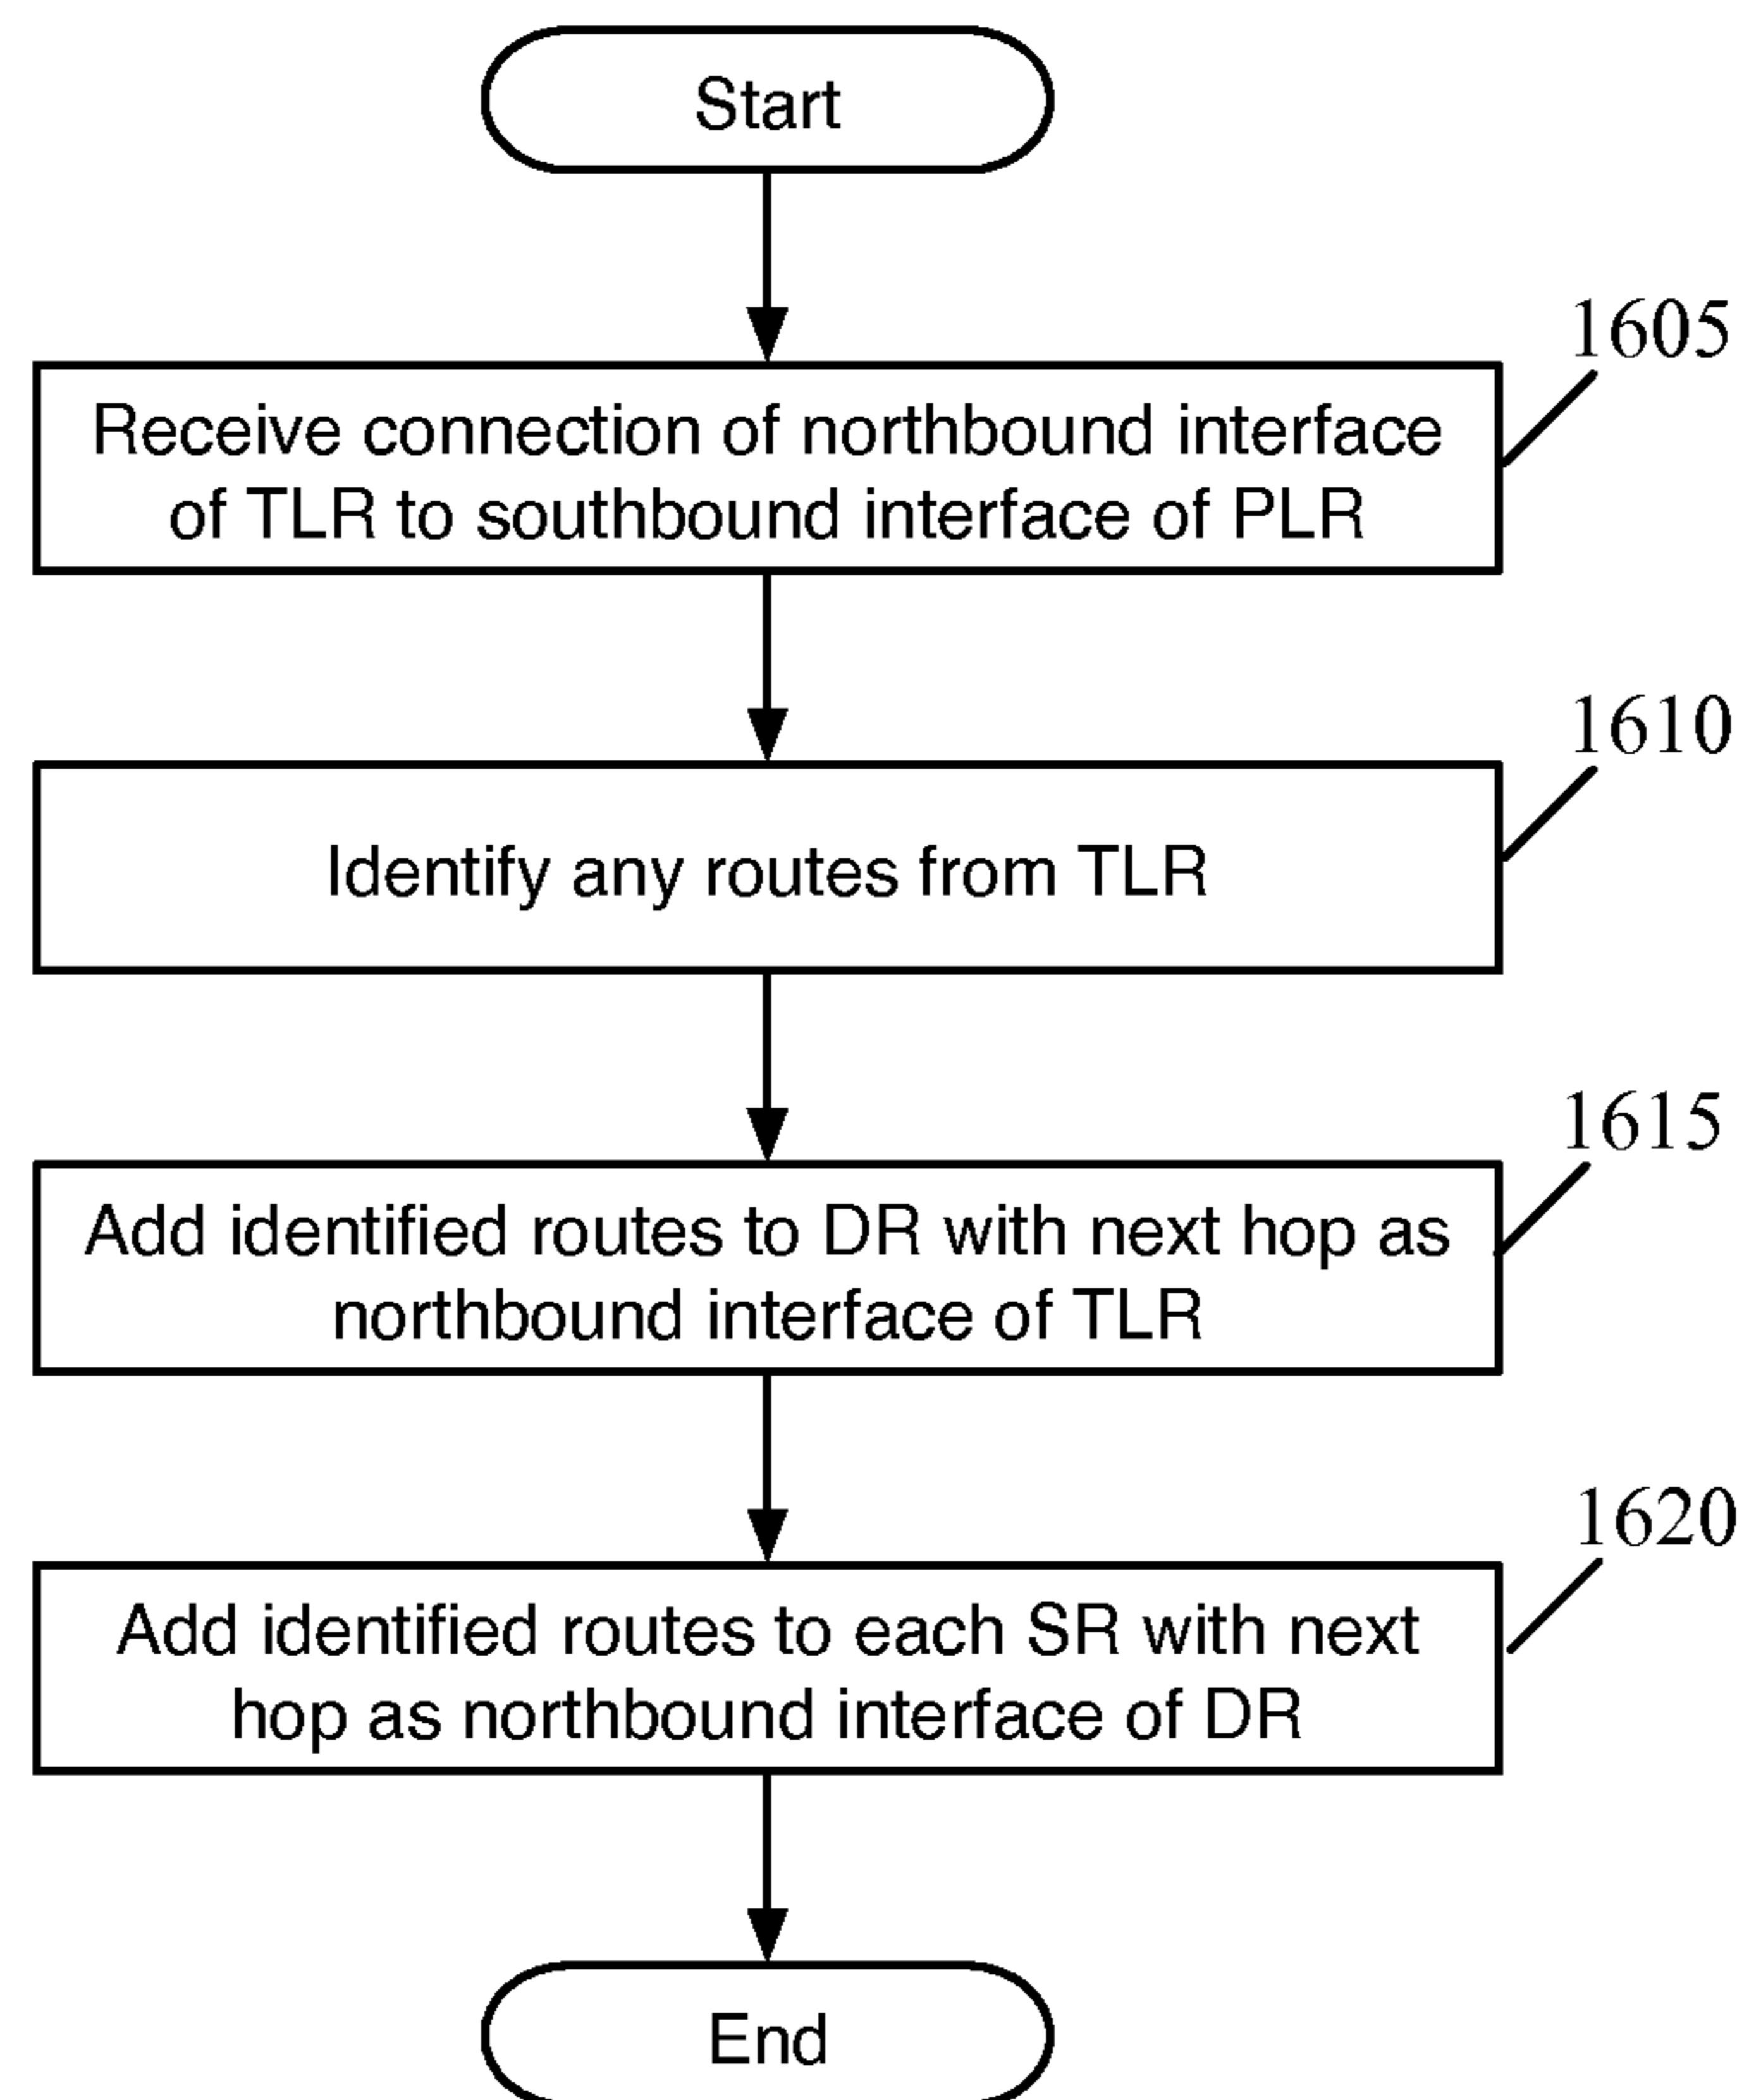 Start
1605
Receive connection of northbound interface
of TLR to southbound interface of PLR
1610
Identify any routes from TLR
1615
Add identified routes to DR with next hop as
northbound interface of TLR
1620
Add identified routes to each SR with next
hop as northbound interface of DR
End